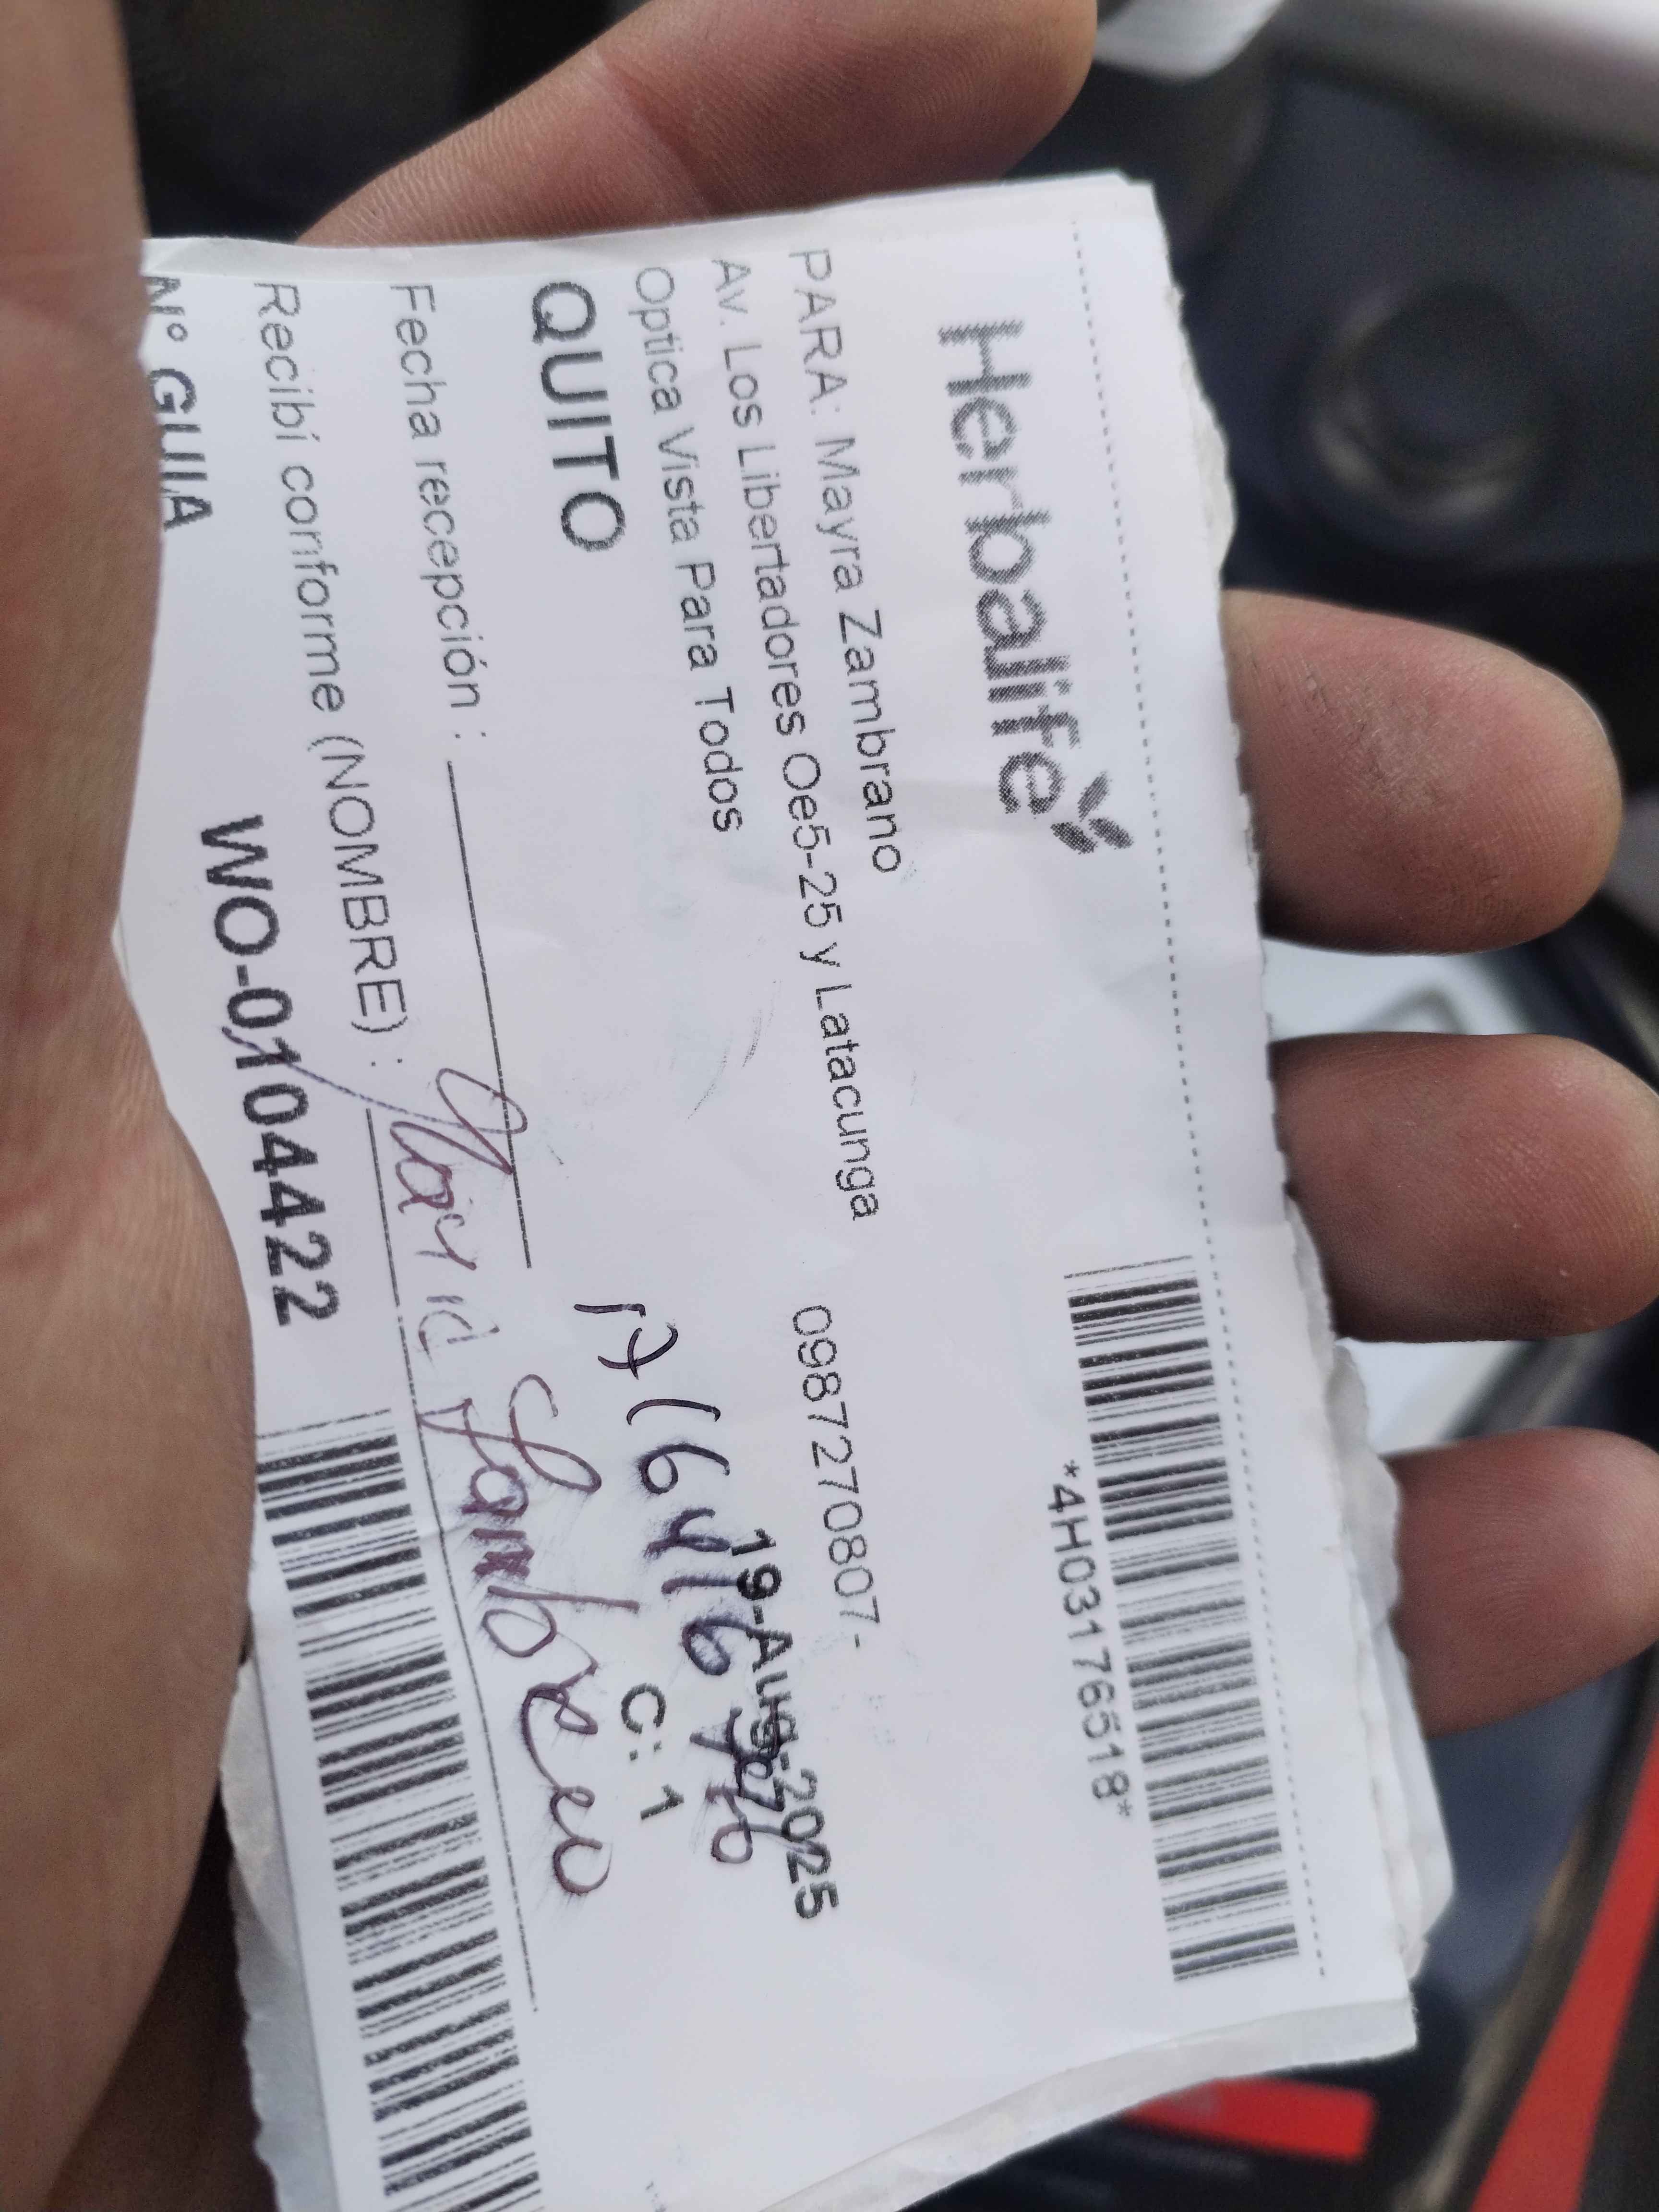 Herbalife
*4H03176518*
PARA: Mayra Zambrano
Av. Los Libertadores Oe5-25 y Latacunga 0987270807-
Optica Vista Para Todos
19-Aug-2025
QUITO
C: 1
Fecha recepción :
Recibí conforme (NOMBRE) : Maria
N° GUIA WO-0104422